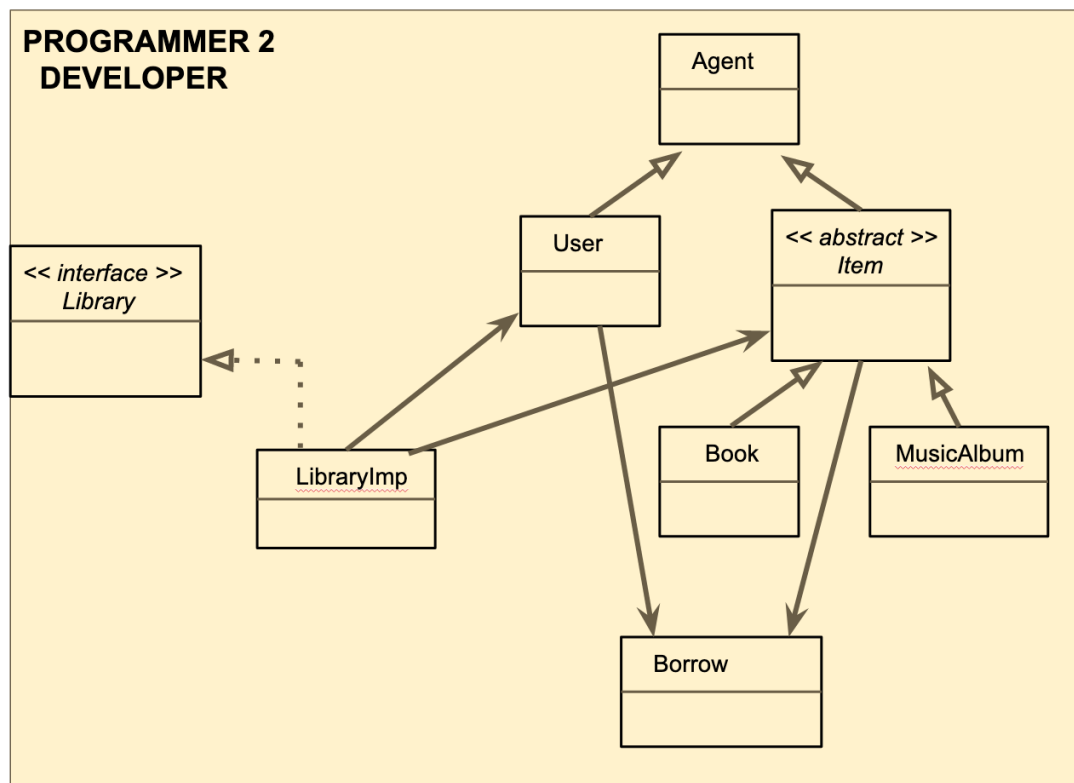 PROGRAMMER 2
DEVELOPER
Agent
User
<< abstract >>
Item
<< interface >>
Library
Book
MusicAlbum
LibraryImp
Borrow